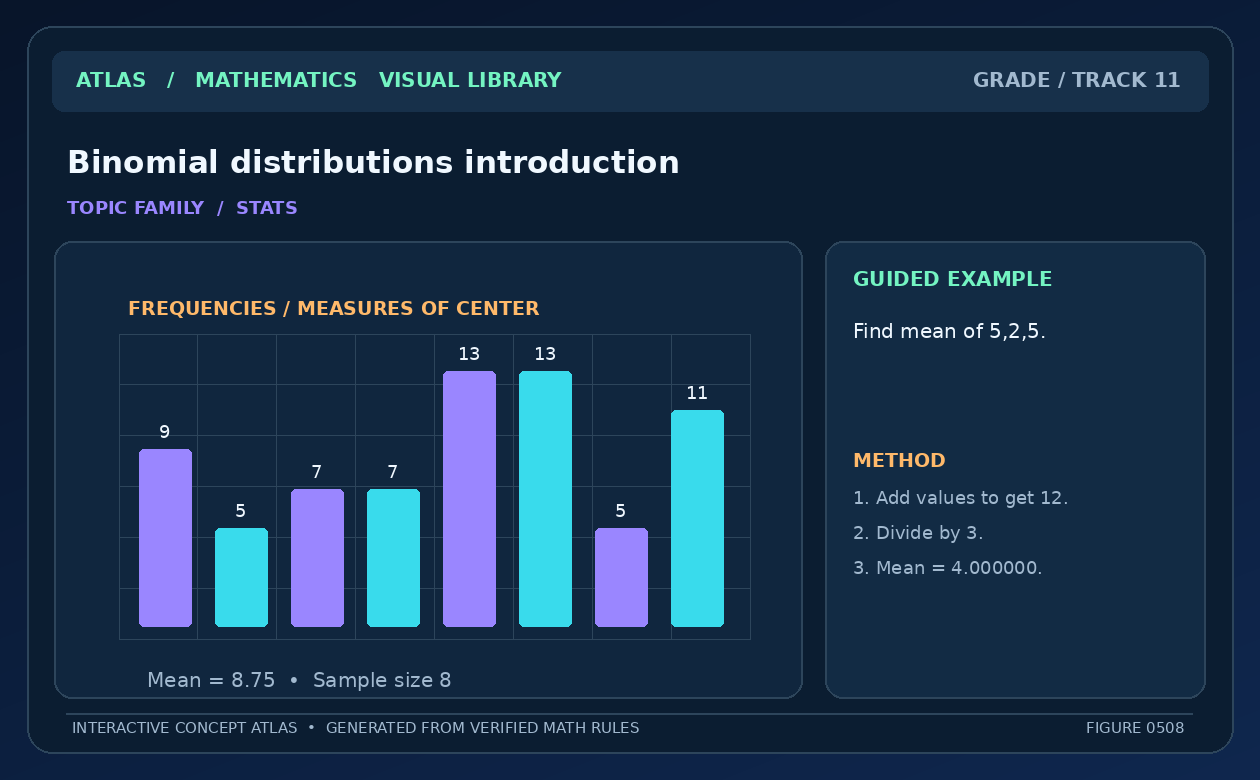 ATLAS / MATHEMATICS VISUAL LIBRARY
GRADE / TRACK 11
Binomial distributions introduction
TOPIC FAMILY / STATS
FREQUENCIES / MEASURES OF CENTER
9
5
7
7
13
13
5
11
Mean = 8.75 • Sample size 8
GUIDED EXAMPLE
Find mean of 5,2,5.
METHOD
1. Add values to get 12.
2. Divide by 3.
3. Mean = 4.000000.
INTERACTIVE CONCEPT ATLAS • GENERATED FROM VERIFIED MATH RULES
FIGURE 0508